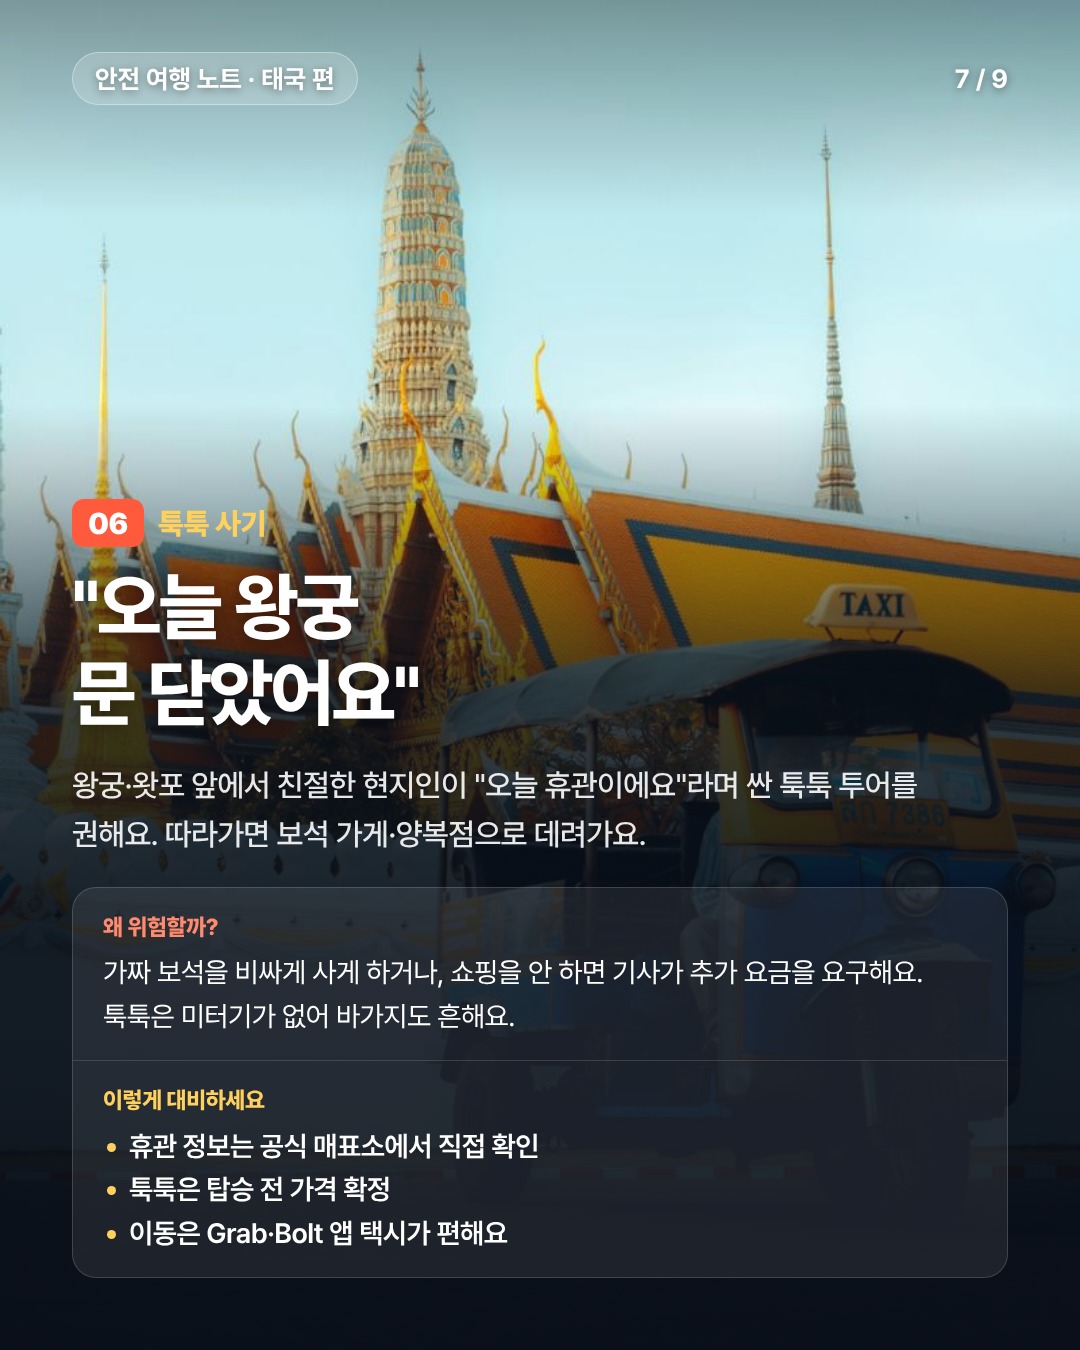 안전 여행 노트 · 태국 편
7 / 9
06 툭툭 사기
"오늘 왕궁
문 닫았어요"
TAXI
왕궁·왓포 앞에서 친절한 현지인이 "오늘 휴관이에요"라며 싼 툭툭 투어를
권해요. 따라가면 보석 가게·양복점으로 데려가요.
왜 위험할까?
가짜 보석을 비싸게 사게 하거나, 쇼핑을 안 하면 기사가 추가 요금을 요구해요.
툭툭은 미터기가 없어 바가지도 흔해요.
이렇게 대비하세요
• 휴관 정보는 공식 매표소에서 직접 확인
• 툭툭은 탑승 전 가격 확정
• 이동은 Grab·Bolt 앱 택시가 편해요